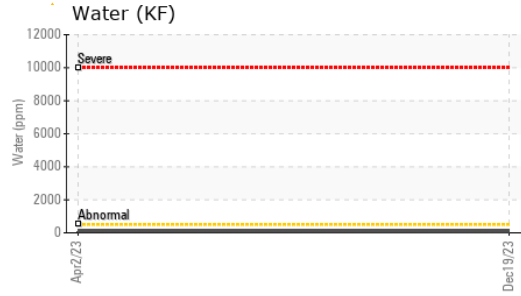 Water (KF)
12000
10000
8000
6000
4000
2000
0
Water (ppm)
Severe
Abnormal
Apr2/23
Dec19/23